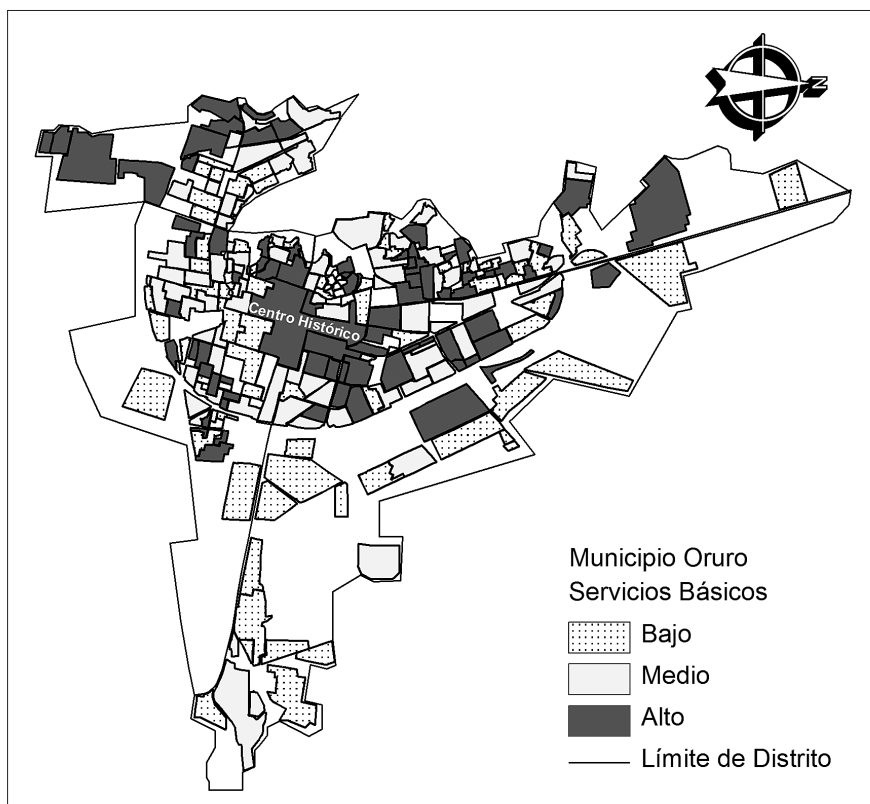 N
Centro Histórico
Municipio Oruro
Servicios Básicos
Bajo
Medio
Alto
Límite de Distrito